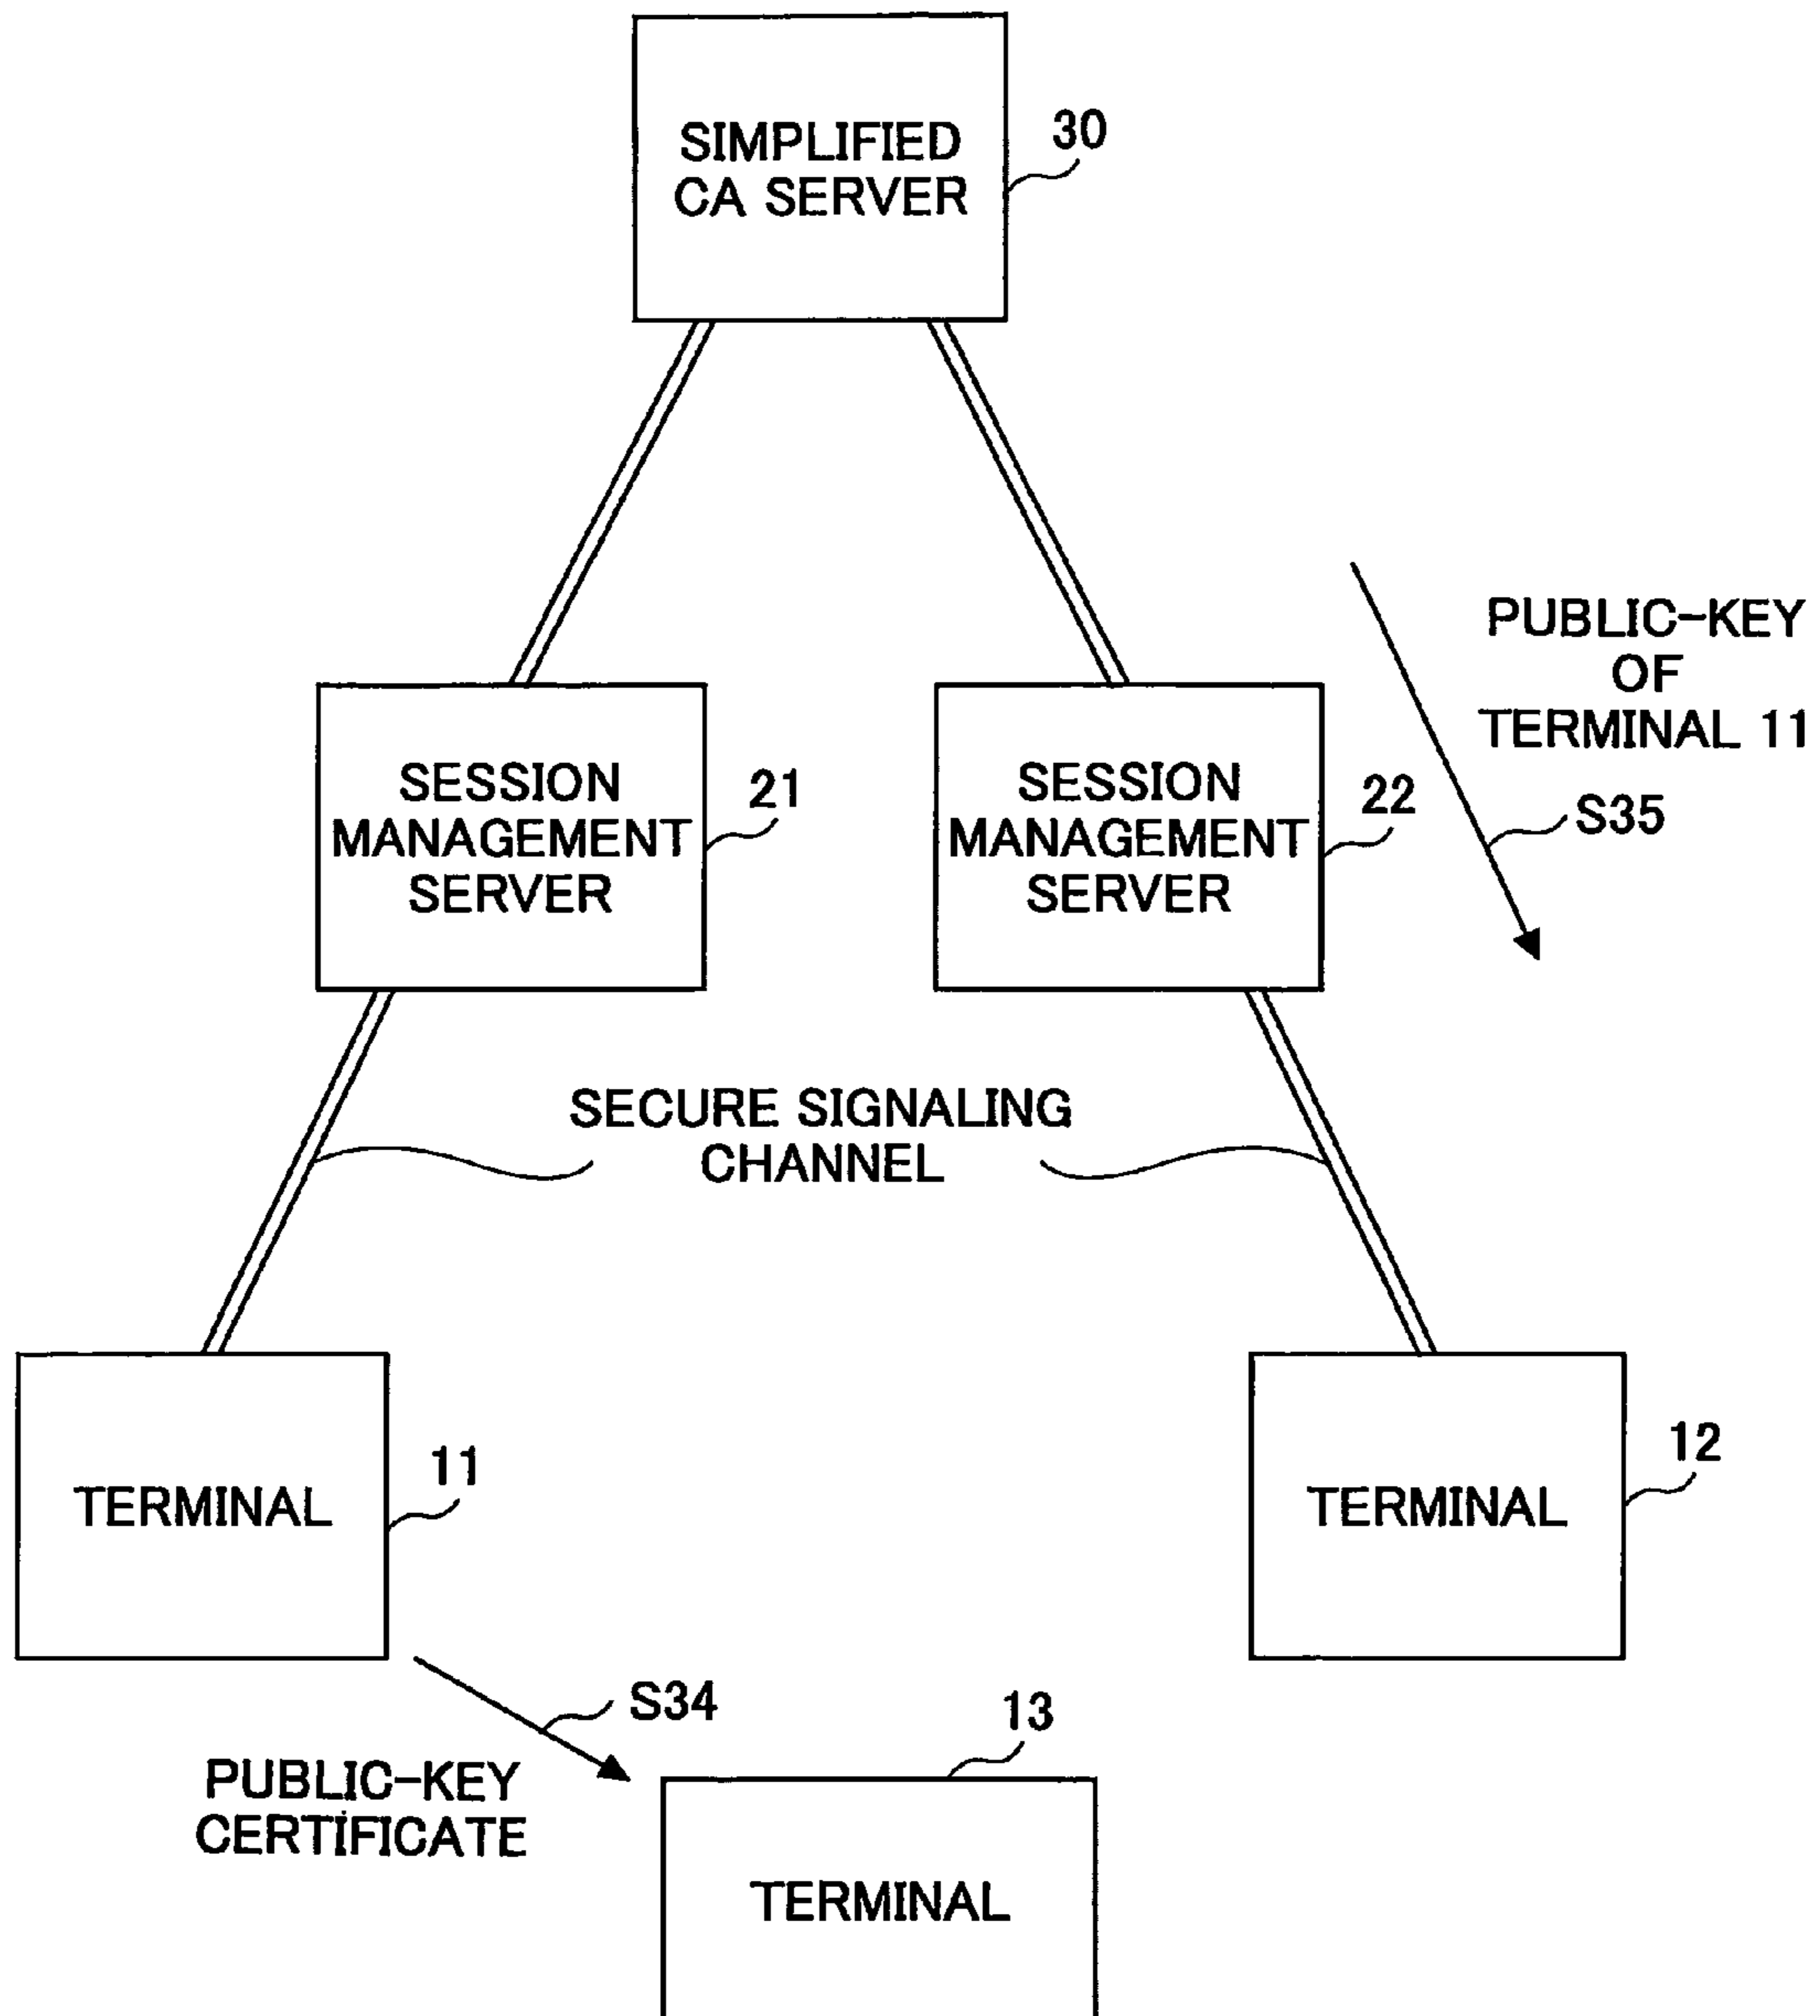 SIMPLIFIED
CA SERVER
30
PUBLIC-KEY
OF
TERMINAL 11
S35
SESSION
MANAGEMENT
SERVER
21
SESSION
MANAGEMENT
SERVER
22
SECURE SIGNALING
CHANNEL
TERMINAL
11
TERMINAL
12
S34
PUBLIC-KEY
CERTIFICATE
13
TERMINAL